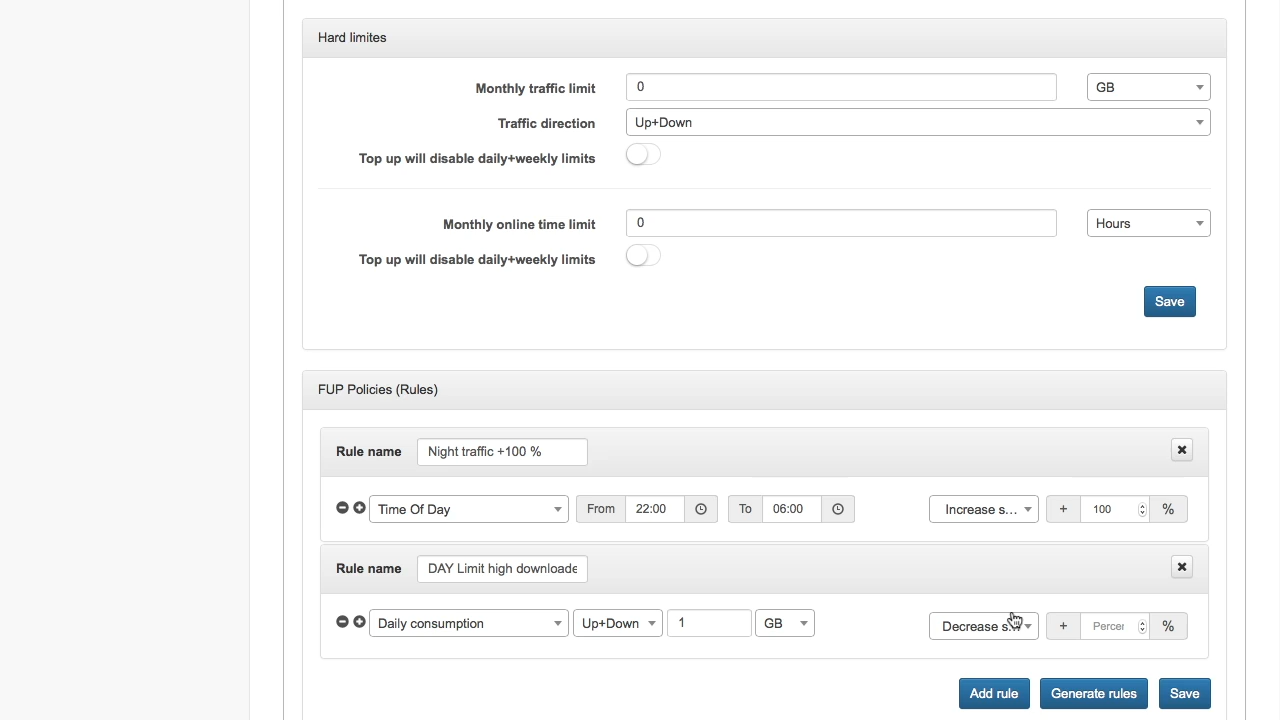 Hard limites
Monthly traffic limit 0 GB
Traffic direction Up+Down
Top up will disable daily+weekly limits
Monthly online time limit 0 Hours
Top up will disable daily+weekly limits
Save
FUP Policies (Rules)
Rule name Night traffic +100 %
Time Of Day From 22:00 To 06:00 Increase s... + 100 %
Rule name DAY Limit high downloade
Daily consumption Up+Down 1 GB Decrease s... + Percer %
Add rule Generate rules Save